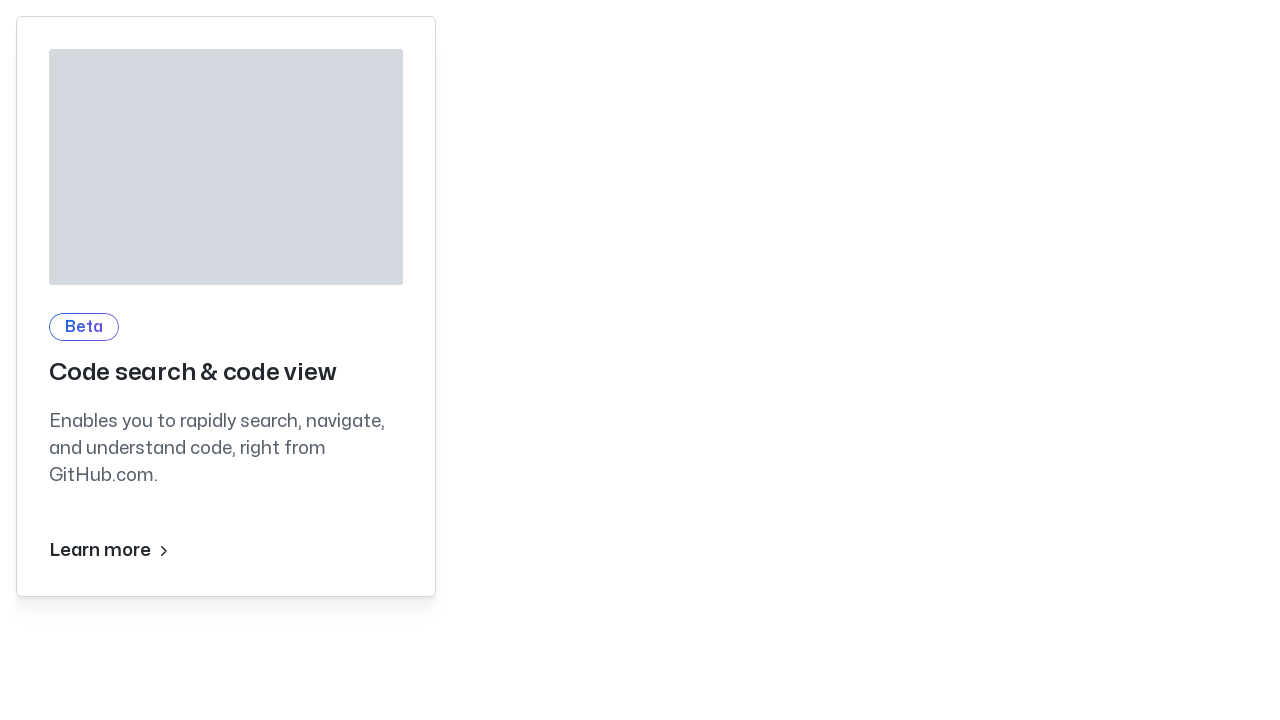 Beta
Code search & code view
Enables you to rapidly search, navigate,
and understand code, right from
GitHub.com.
Learn more